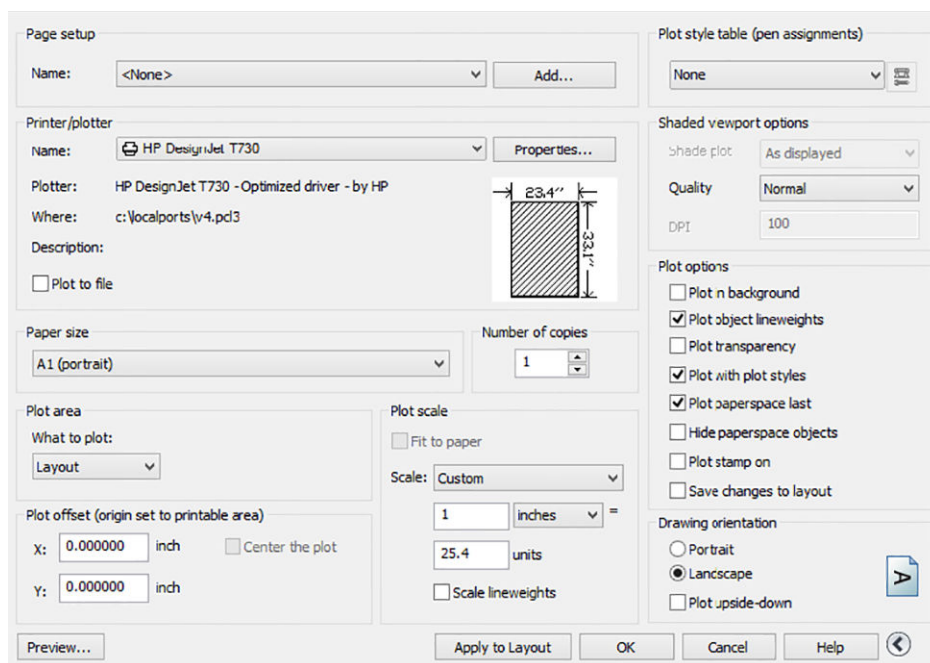 Page setup
Name: <None> Add...
Printer/plotter
Name: HP DesignJet T730 Properties...
Plotter: HP DesignJet T730 - Optimized driver - by HP
Where: c:\localports\v4.pcl3
Description:
Plot to file
23.4''
33.1''
Paper size
A1 (portrait)
Number of copies
1
Plot area
What to plot:
Layout
Plot offset (origin set to printable area)
X: 0.000000 inch Center the plot
Y: 0.000000 inch
Plot scale
Fit to paper
Scale: Custom
1 inches =
25.4 units
Scale lineweights
Plot style table (pen assignments)
None
Shaded viewport options
Shade plot As displayed
Quality Normal
DPI 100
Plot options
Plot in background
Plot object lineweights
Plot transparency
Plot with plot styles
Plot paperspace last
Hide paperspace objects
Plot stamp on
Save changes to layout
Drawing orientation
Portrait
Landscape
A
Plot upside-down
Preview... Apply to Layout OK Cancel Help